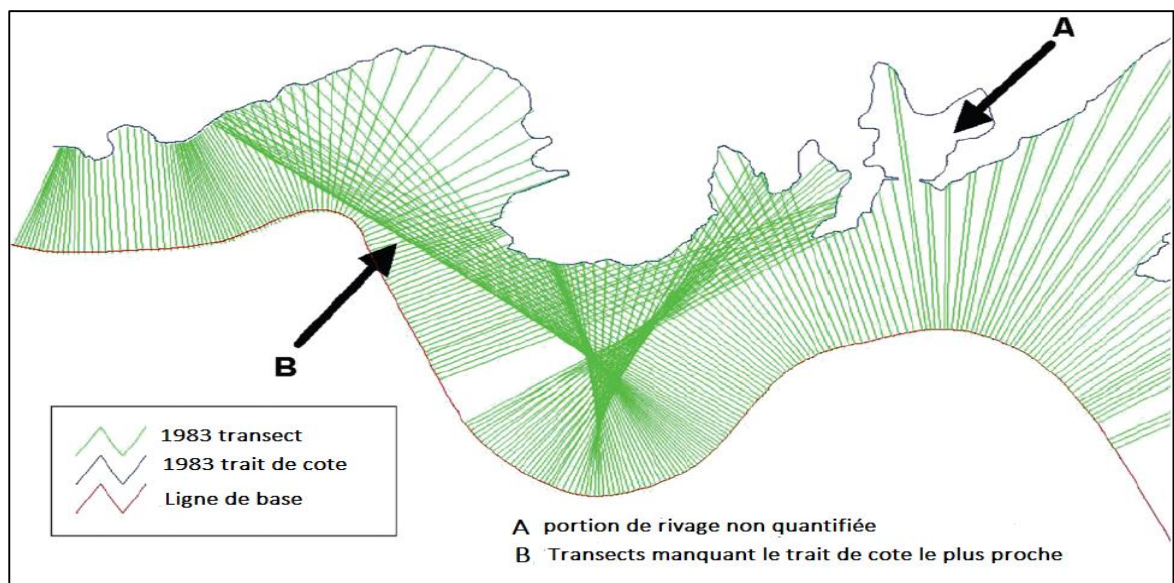 A
B
1983 transect
1983 trait de cote
Ligne de base
A portion de rivage non quantifiée
B Transects manquant le trait de cote le plus proche